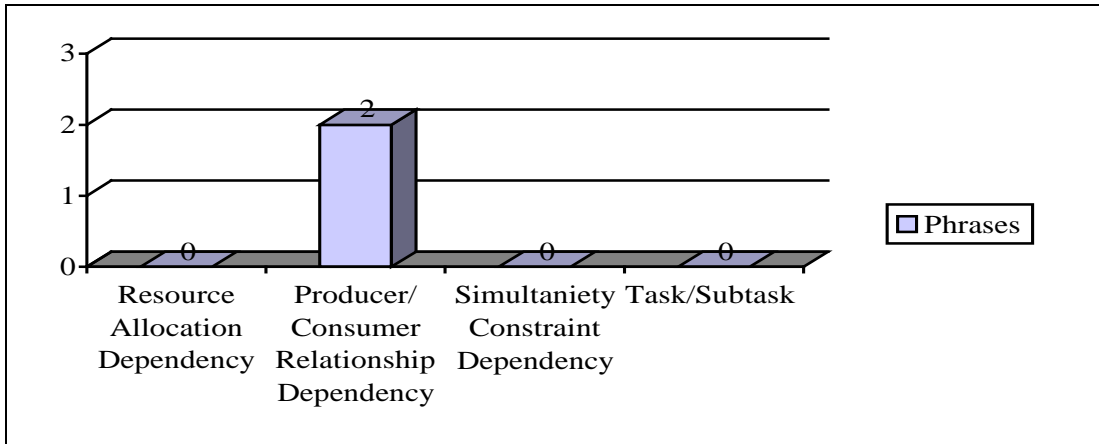 3
2
1
0
0
2
0
0
Resource
Allocation
Dependency
Producer/
Consumer
Relationship
Dependency
Simultaniety
Constraint
Dependency
Task/Subtask
Phrases